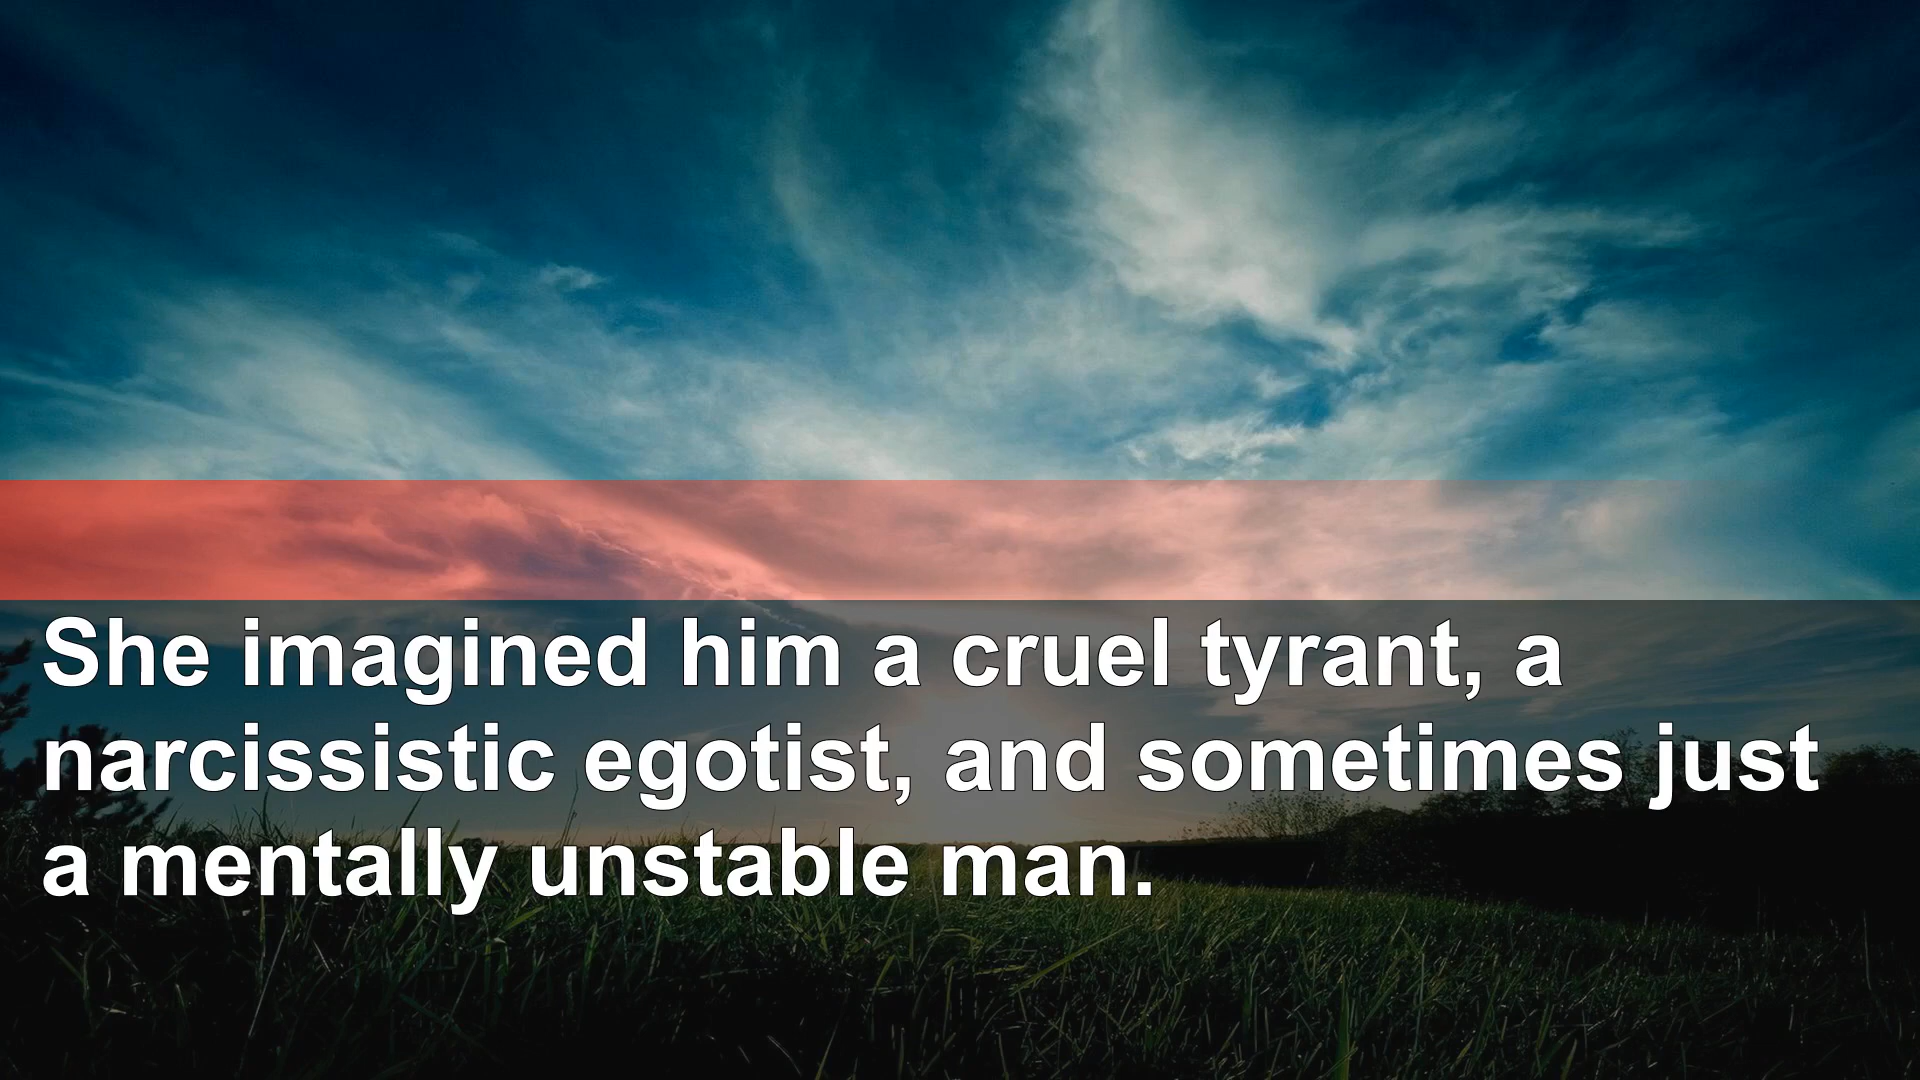 She imagined him a cruel tyrant, a
narcissistic egotist, and sometimes just
a mentally unstable man.